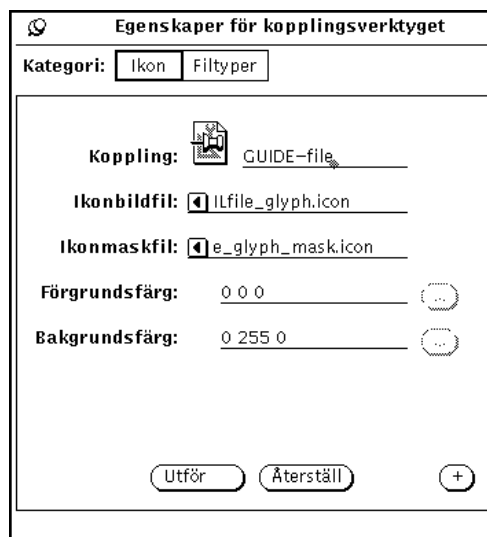 Egenskaper för kopplingsverktyget
Kategori: Ikon Filtyper
Koppling: GUIDE-file
Ikonbildfil: ILfile_glyph.icon
Ikonmaskfil: e_glyph_mask.icon
Förgrundsfärg: 0 0 0 ...
Bakgrundsfärg: 0 255 0 ...
Utför Återställ +